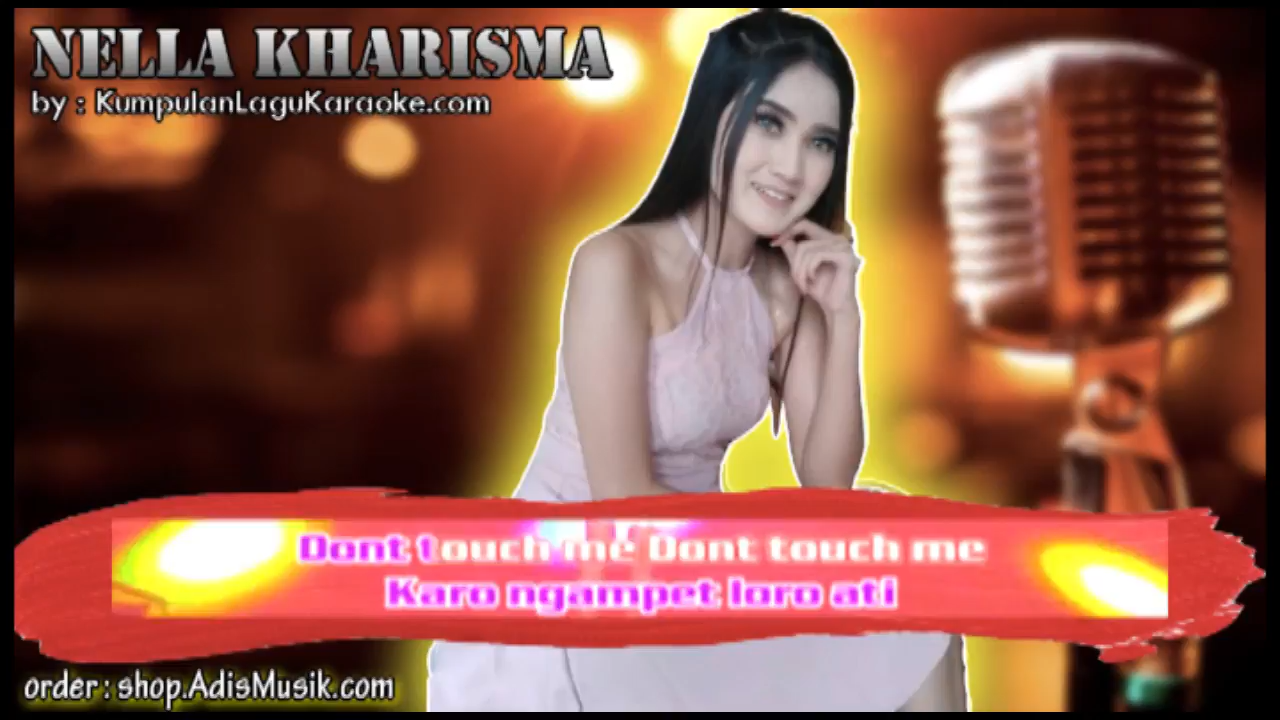 NELLA KHARISMA
by : KumpulanLaguKaraoke.com
Dont touch me Dont touch me
Karo ngampet loro ati
order : shop.AdisMusik.com